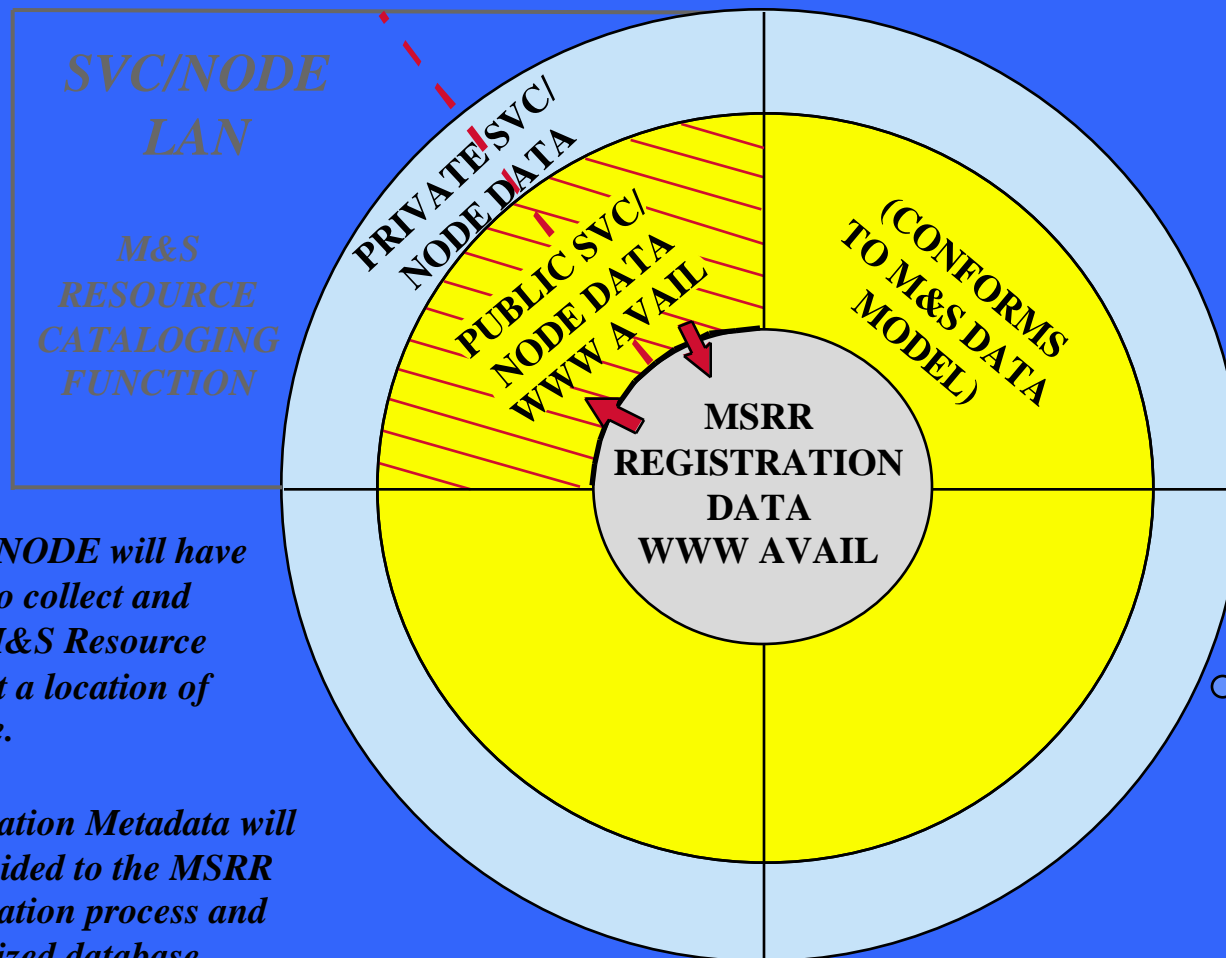 SVC/NODE
LAN
M&S
RESOURCE
CATALOGING
FUNCTION
PRIVATE SVC/
NODE DATA
PUBLIC SVC/
NODE DATA
WWW AVAIL
(CONFORMS
TO M&S DATA
MODEL)
MSRR
REGISTRATION
DATA
WWW AVAIL
NODE will have
o collect and
M&S Resource
t a location of
e.
ation Metadata will
ided to the MSRR
ation process and
ized database